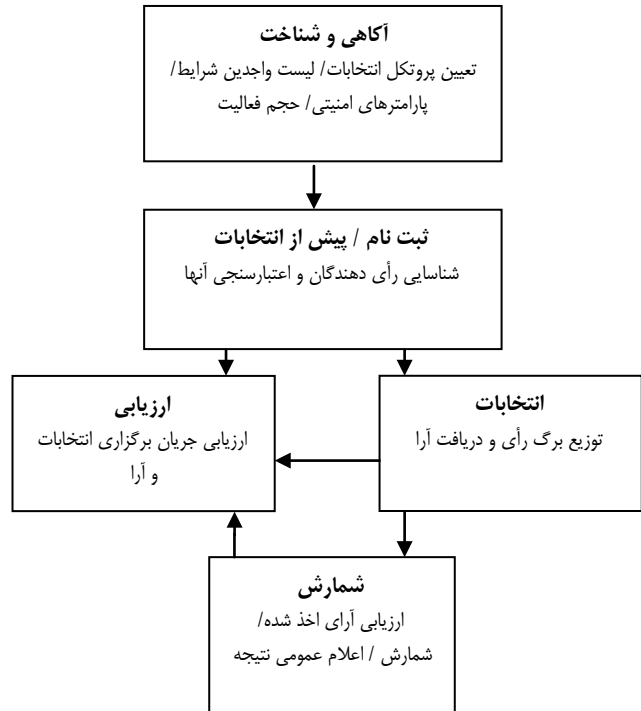 آگاهی و شناخت
تعیین پروتکل انتخابات/ لیست واجدین شرایط/
پارامترهای امنیتی/ حجم فعالیت
ثبت نام / پیش از انتخابات
شناسایی رأی دهندگان و اعتبارسنجی آنها
انتخابات
توزیع برگ رأی و دریافت آرا
ارزیابی
ارزیابی جریان برگزاری انتخابات
و آرا
شمارش
ارزیابی آرای اخذ شده/
شمارش / اعلام عمومی نتیجه